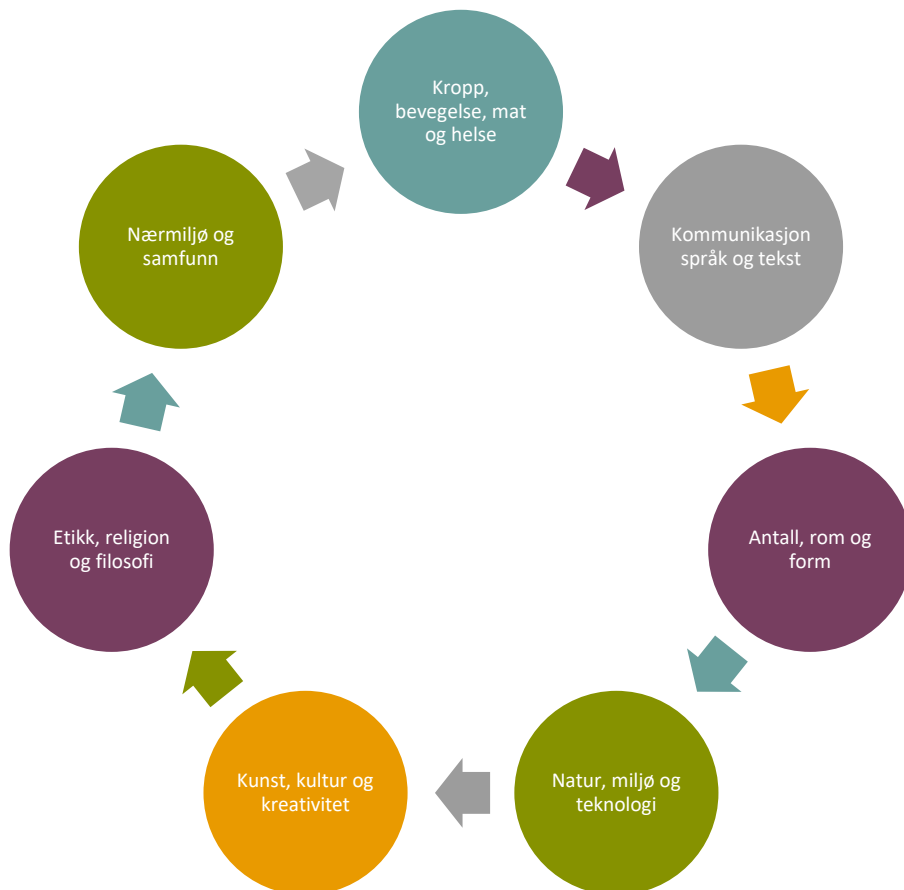 Kropp,
bevegelse, mat
og helse
Kommunikasjon
språk og tekst
Antall, rom og
form
Natur, miljø og
teknologi
Kunst, kultur og
kreativitet
Etikk, religion
og filosofi
Nærmiljø og
samfunn